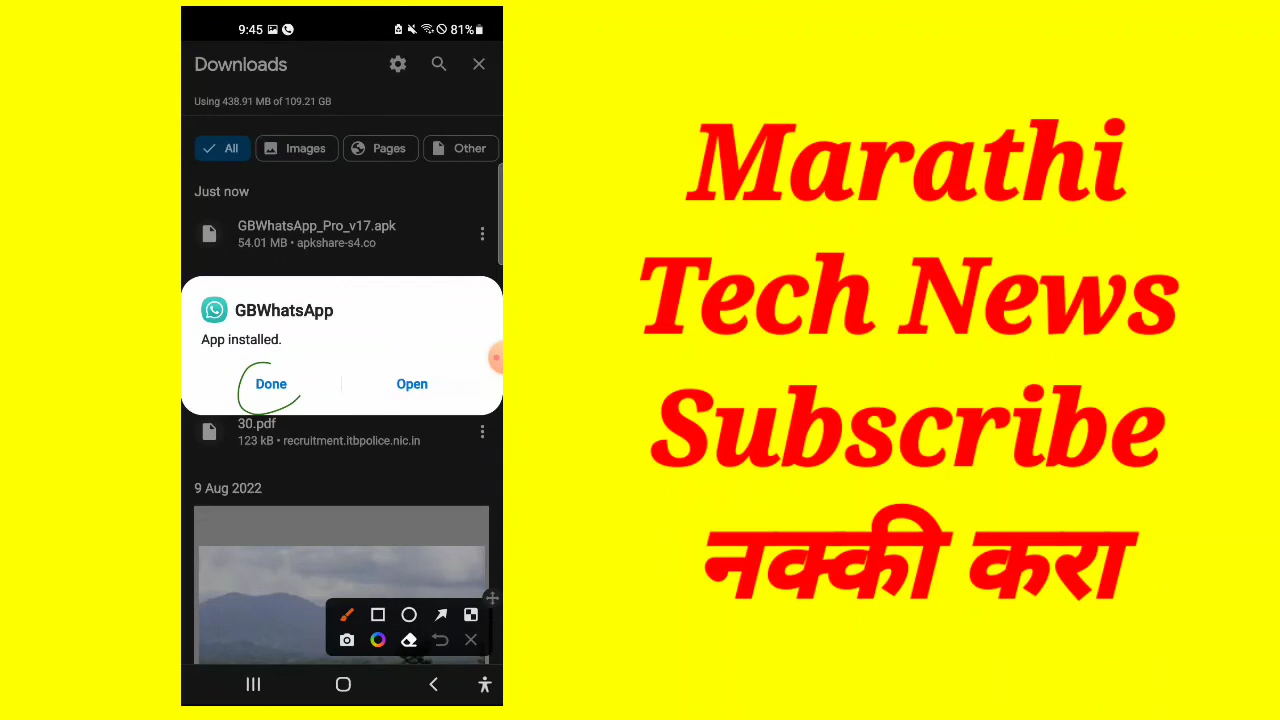 9:45
81%
Downloads
Using 438.91 MB of 109.21 GB
All
Images
Pages
Other
Just now
GBWhatsApp_Pro_v17.apk
54.01 MB • apkshare-s4.co
GBWhatsApp
App installed.
Done
Open
30.pdf
123 kB • recruitment.itbpolice.nic.in
9 Aug 2022
Marathi
Tech News
Subscribe
नक्की करा